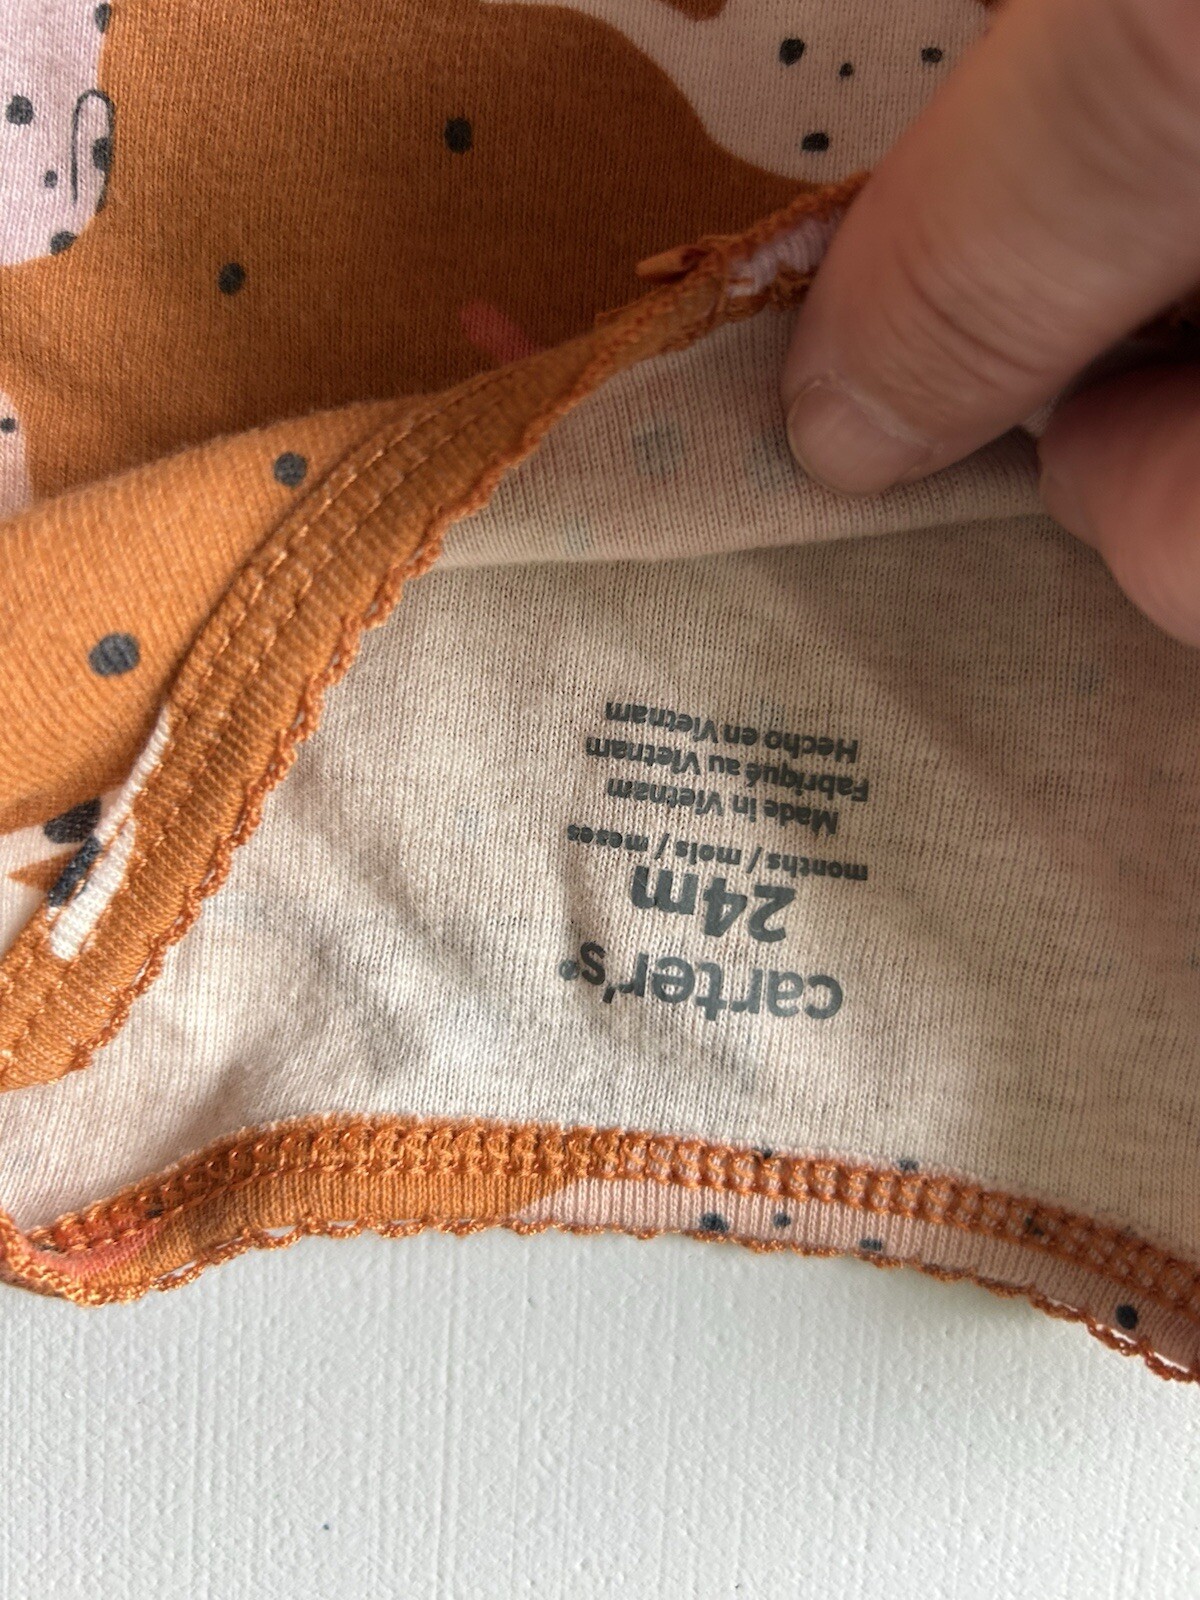 carter's®
24m
months / mois / meses
Made in Vietnam
Fabriqué au Vietnam
Hecho en Vietnam